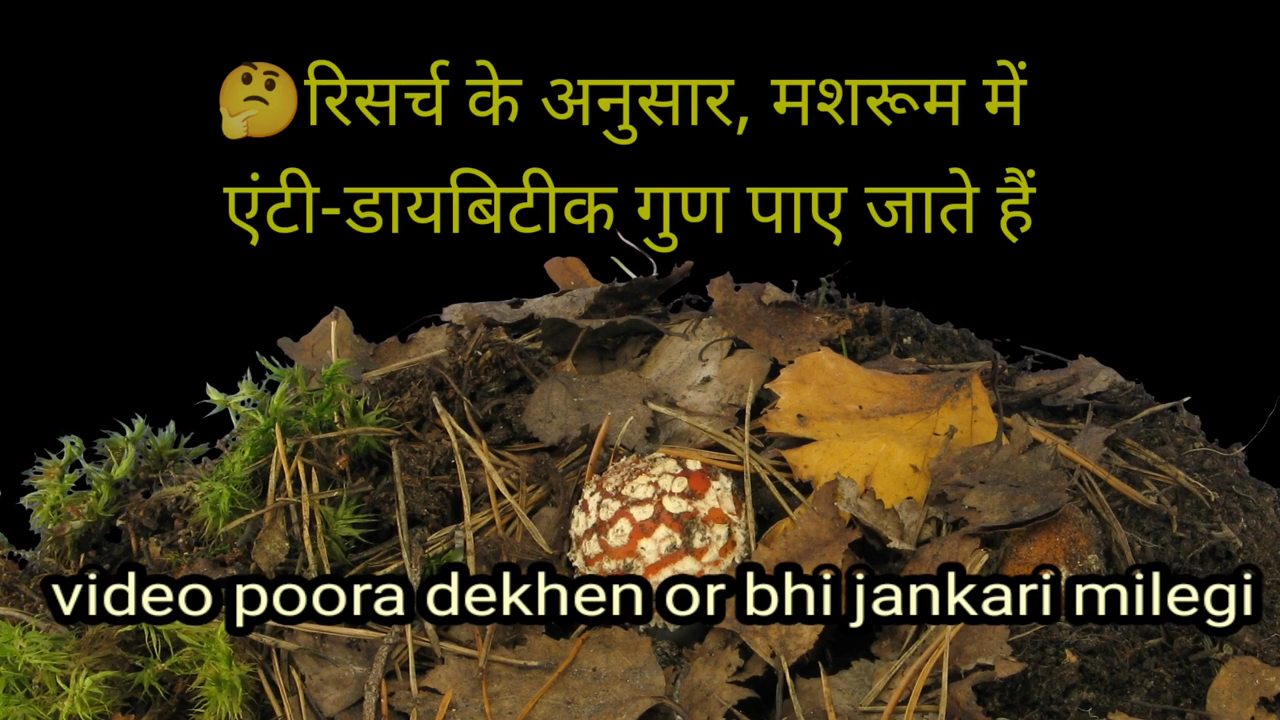 🤔रिसर्च के अनुसार, मशरूम में
एंटी-डायबिटीक गुण पाए जाते हैं
video poora dekhen or bhi jankari milegi